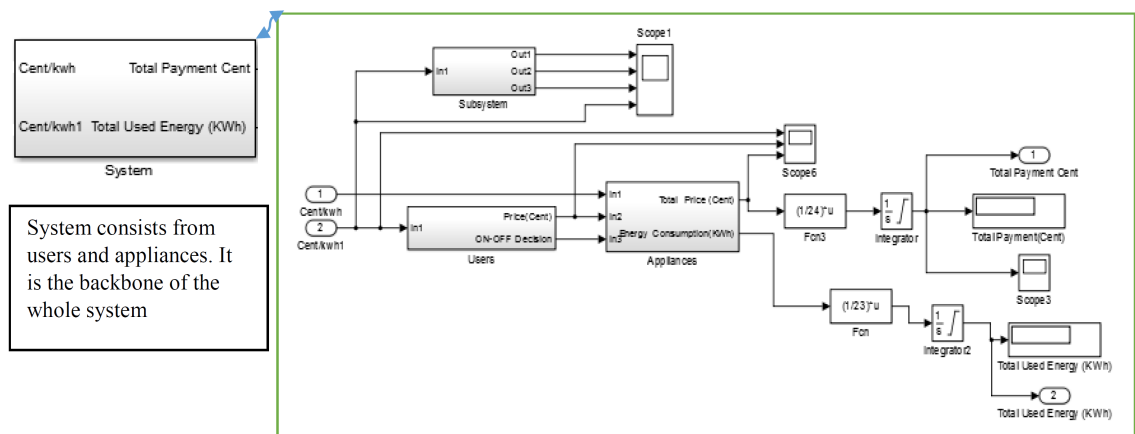 Cent/kwh
Total Payment Cent
Cent/kwh1
Total Used Energy (KWh)
System
System consists from
users and appliances. It
is the backbone of the
whole system
Scope1
In1
Out1
Out2
Out3
Subsystem
Scope6
1
Cent/kwh
2
Cent/kwh1
In1
Price(Cent)
ON-OFF Decision
Users
In1
In2
In3
Total Price (Cent)
Energy Consumption(KWh)
Appliances
(1/24)*u
Fcn3
1
s
Integrator
1
Total Payment Cent
Total Payment(Cent)
Scope3
(1/23)*u
Fcn
1
s
Integrator2
Total Used Energy (KWh)
2
Total Used Energy (KWh)